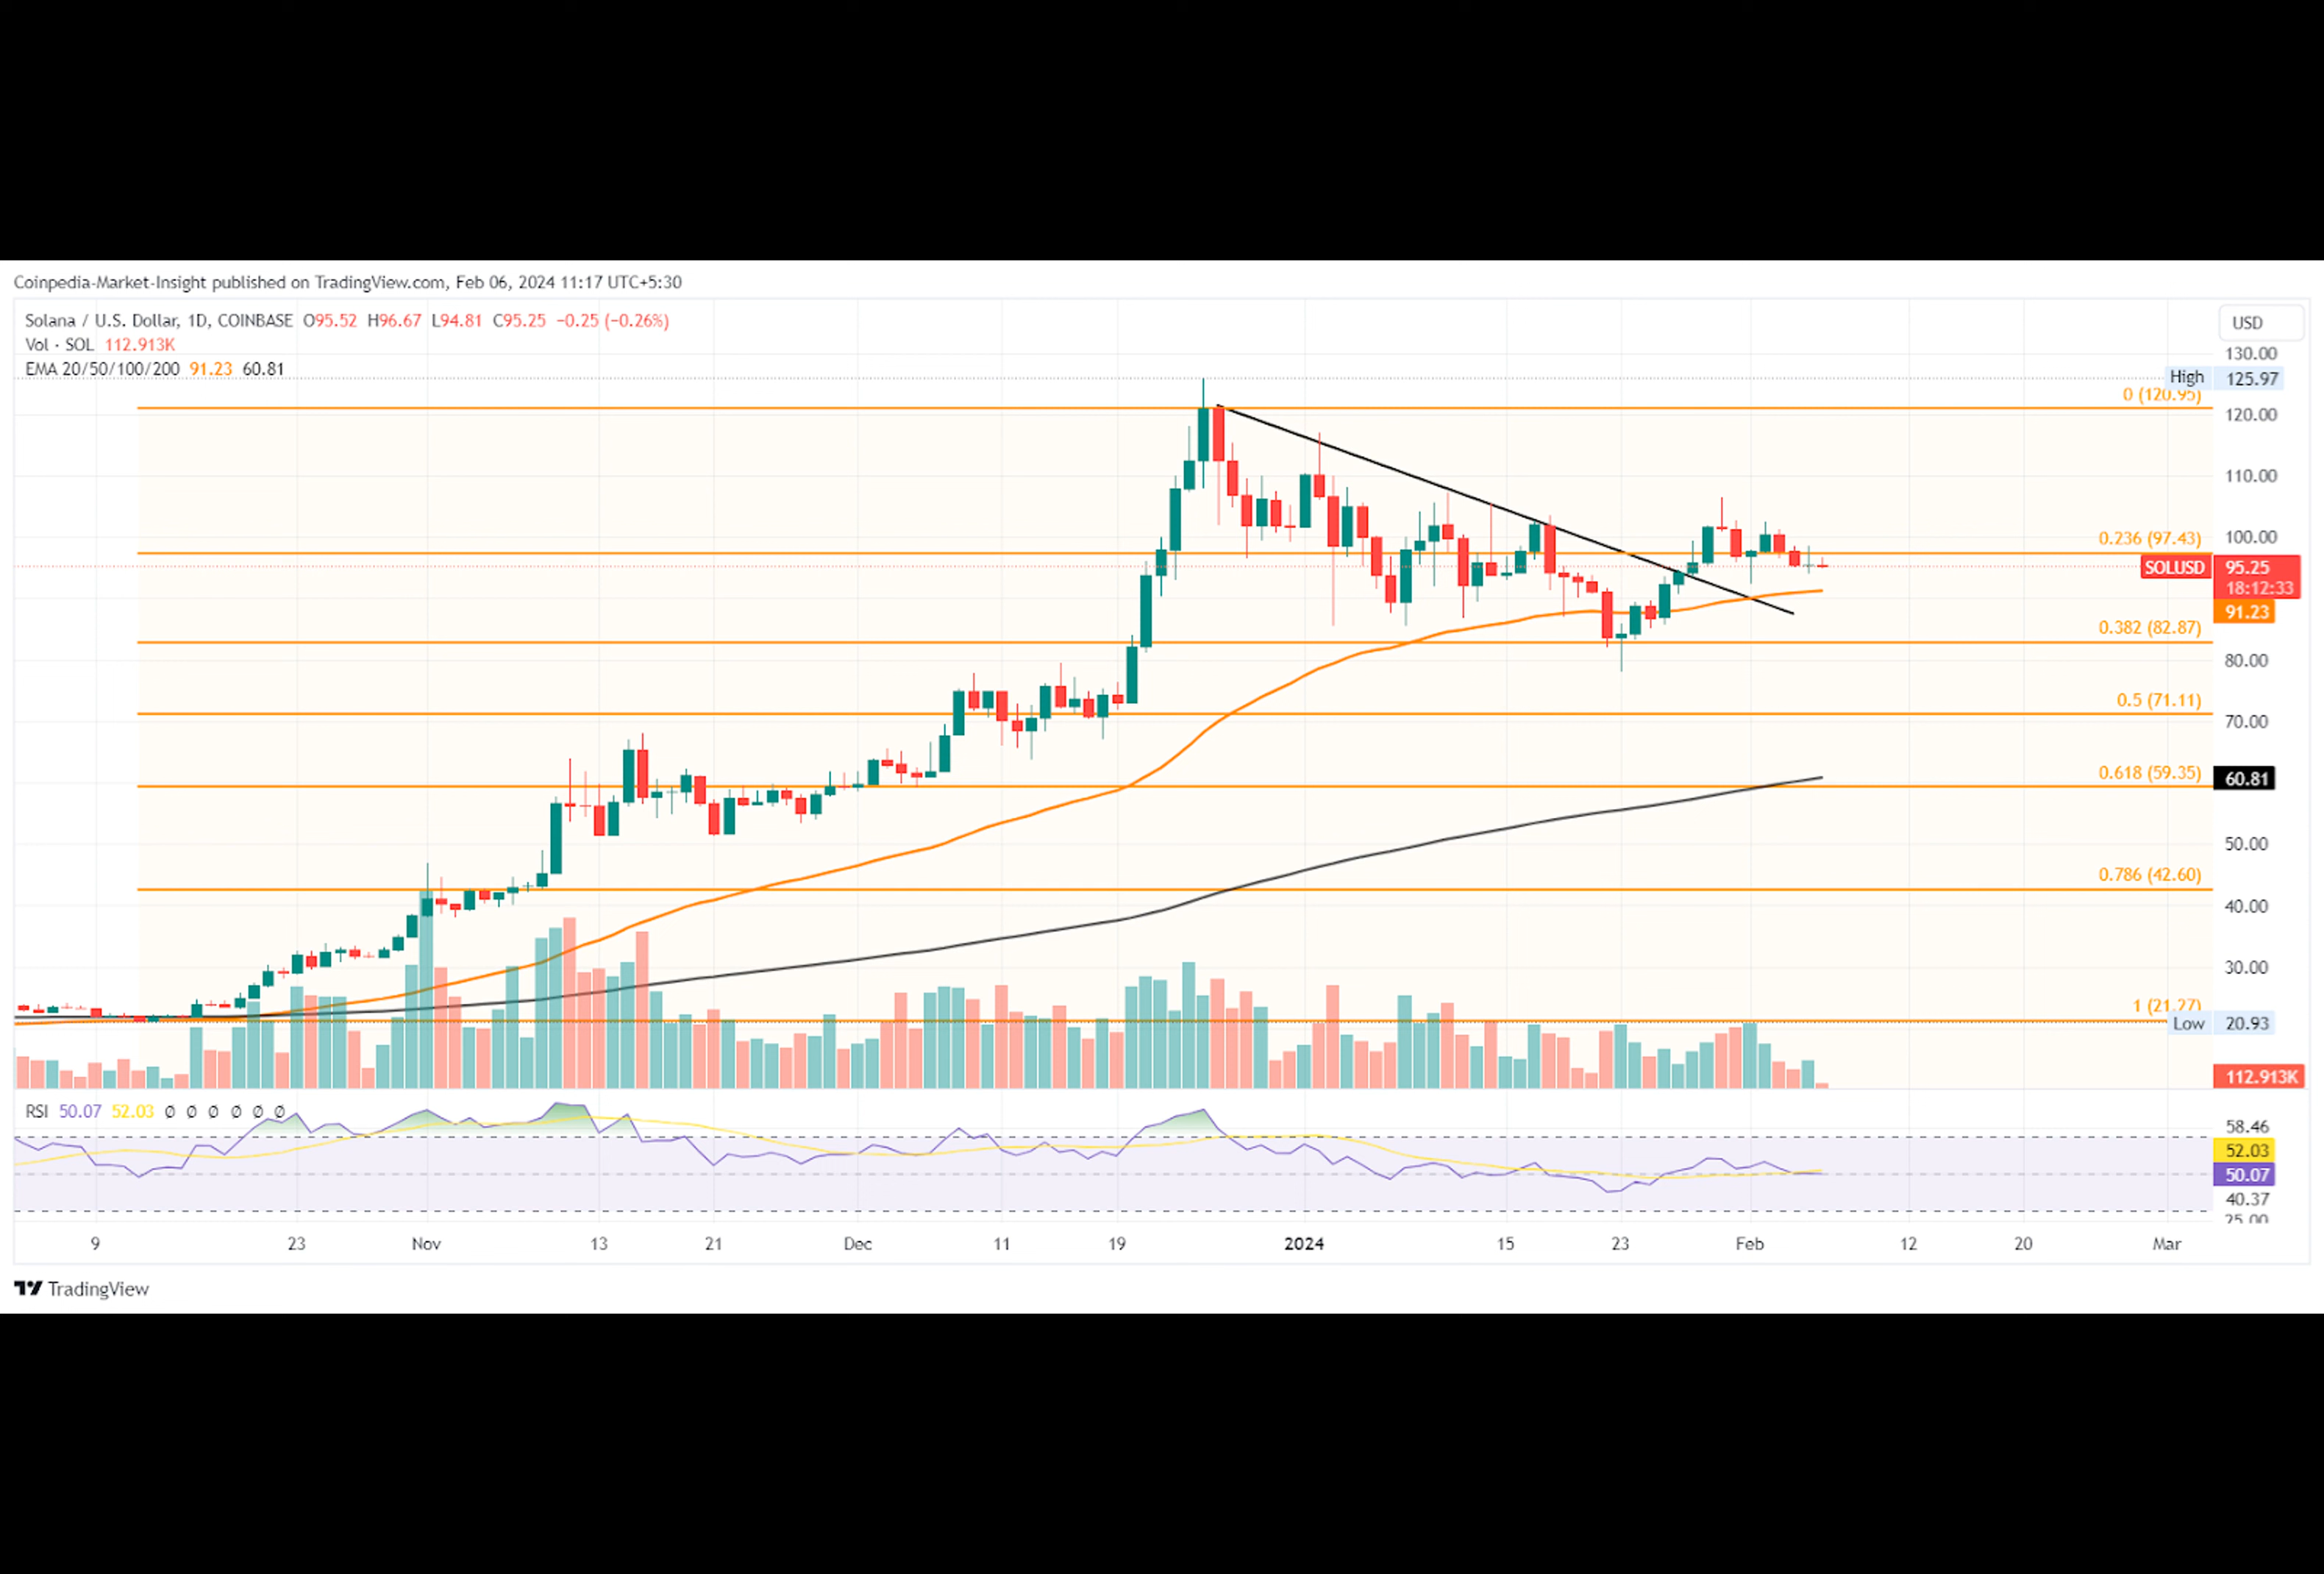 Coinpedia-Market-Insight published on TradingView.com, Feb 06, 2024 11:17 UTC+5:30
Solana / U.S. Dollar, 1D, COINBASE O95.52 H96.67 L94.81 C95.25 −0.25 (−0.26%)
Vol · SOL 112.913K
EMA 20/50/100/200 91.23 60.81
USD
130.00
High 125.97
0 (120.95)
120.00
110.00
100.00
0.236 (97.43)
SOLUSD 95.25
18:12:33
91.23
0.382 (82.87)
80.00
0.5 (71.11)
70.00
0.618 (59.35)
60.81
50.00
0.786 (42.60)
40.00
30.00
1 (21.27)
Low 20.93
112.913K
RSI 50.07 52.03 Ø Ø Ø Ø Ø Ø
58.46
52.03
50.07
40.37
25.00
9 23 Nov 13 21 Dec 11 19 2024 15 23 Feb 12 20 Mar
TradingView